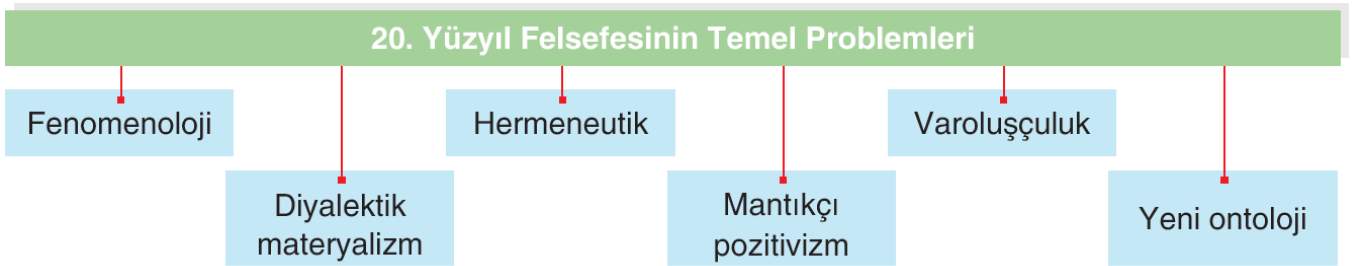 20. Yüzyıl Felsefesinin Temel Problemleri
Fenomenoloji
Diyalektik
materyalizm
Hermeneutik
Mantıkçı
pozitivizm
Varoluşçuluk
Yeni ontoloji